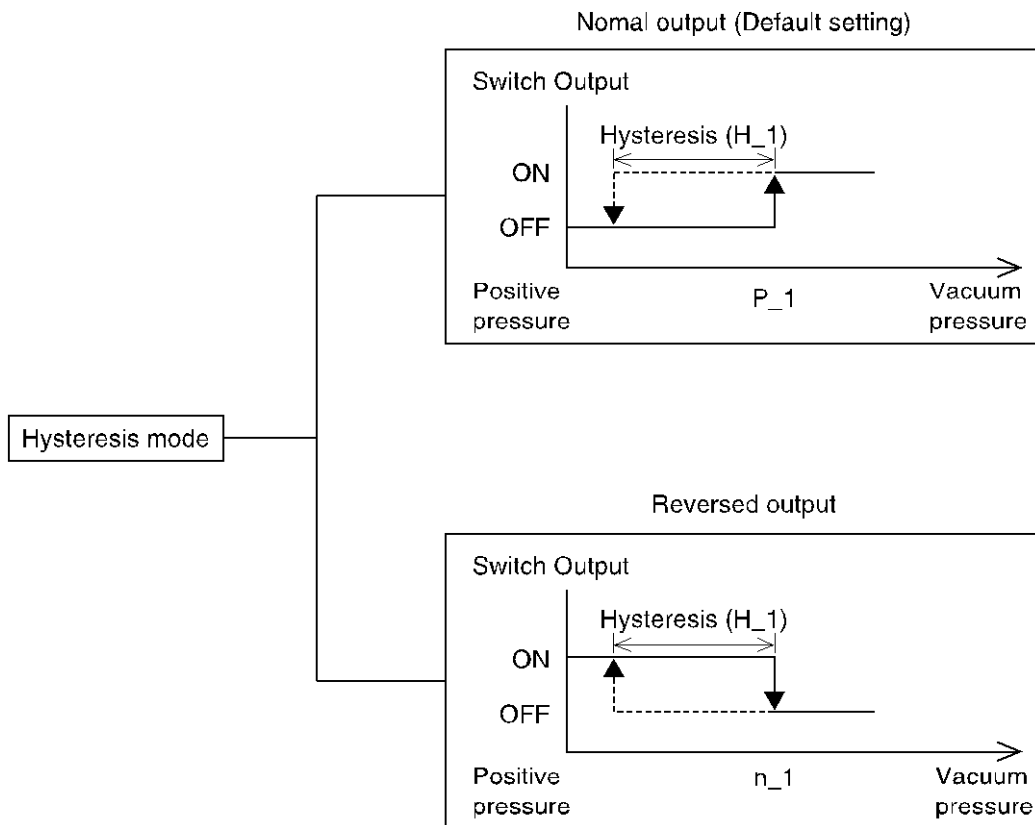 Nomal output (Default setting)
Switch Output
Hysteresis (H_1)
ON
OFF
Positive
pressure
P_1
Vacuum
pressure
Hysteresis mode
Reversed output
Switch Output
Hysteresis (H_1)
ON
OFF
Positive
pressure
n_1
Vacuum
pressure